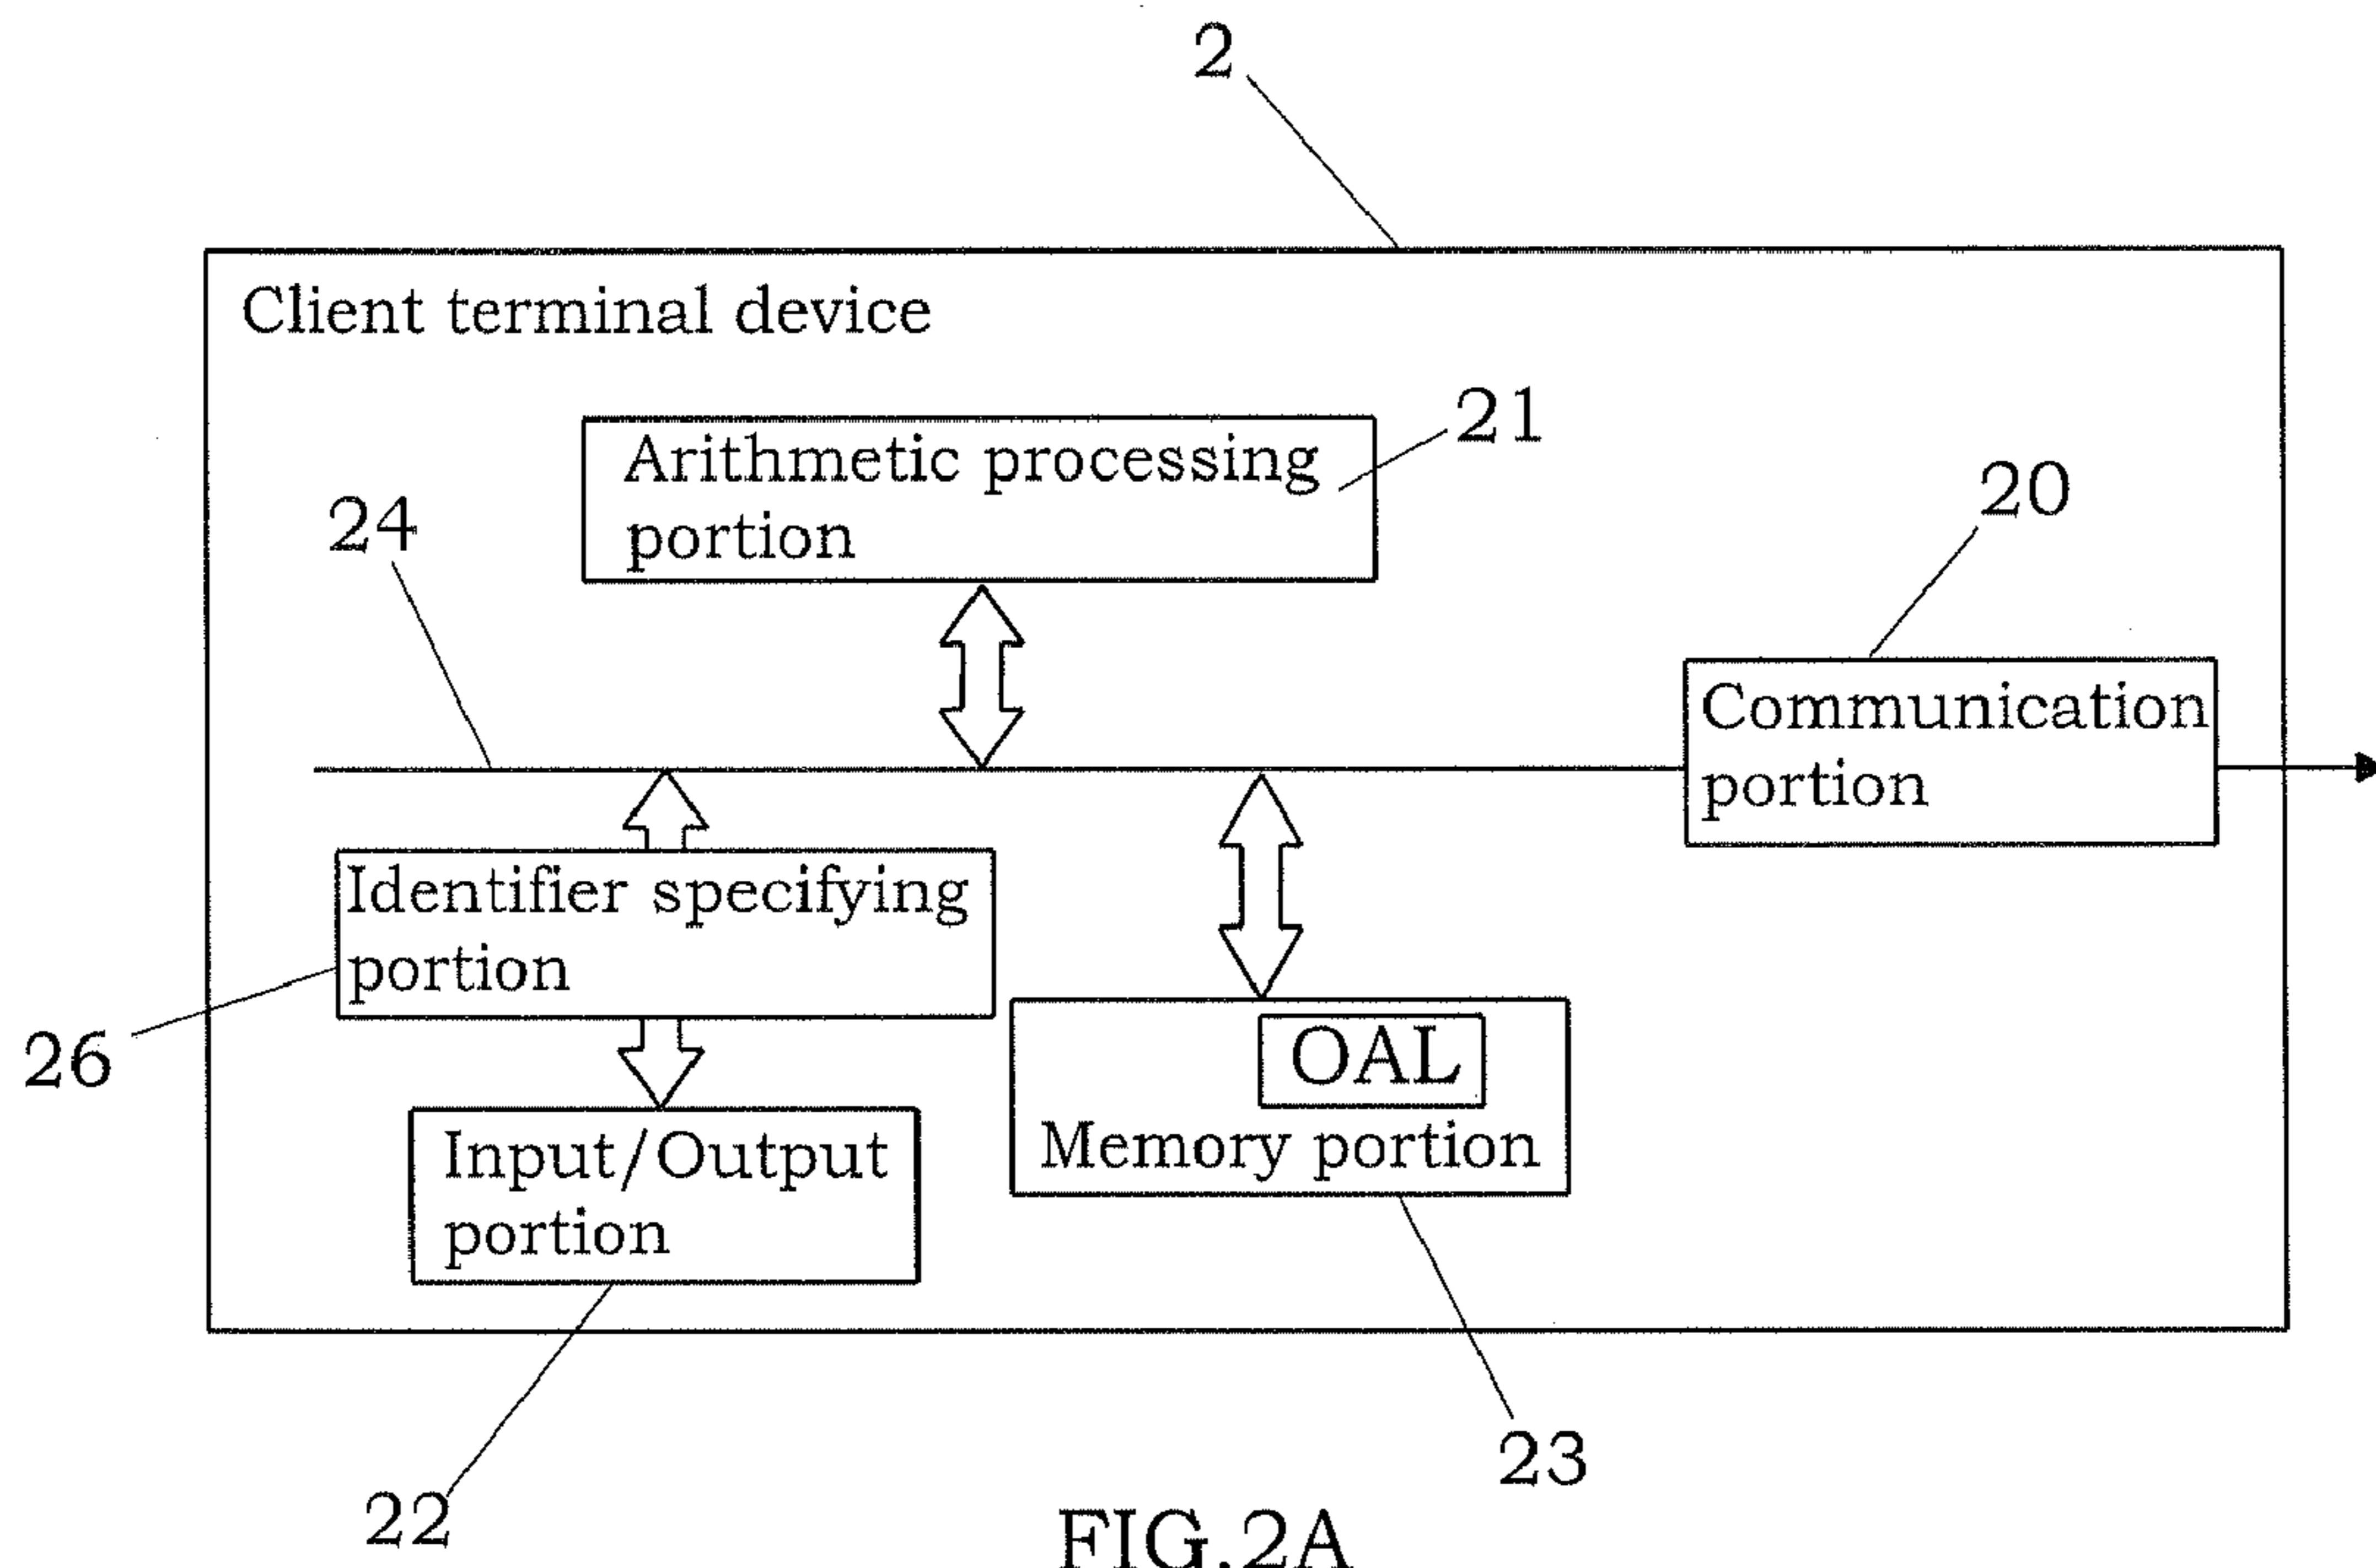 2
Client terminal device
21
Arithmetic processing
portion
24
20
Communication
portion
Identifier specifying
portion
26
OAL
Memory portion
Input/Output
portion
23
22
FIG.2A